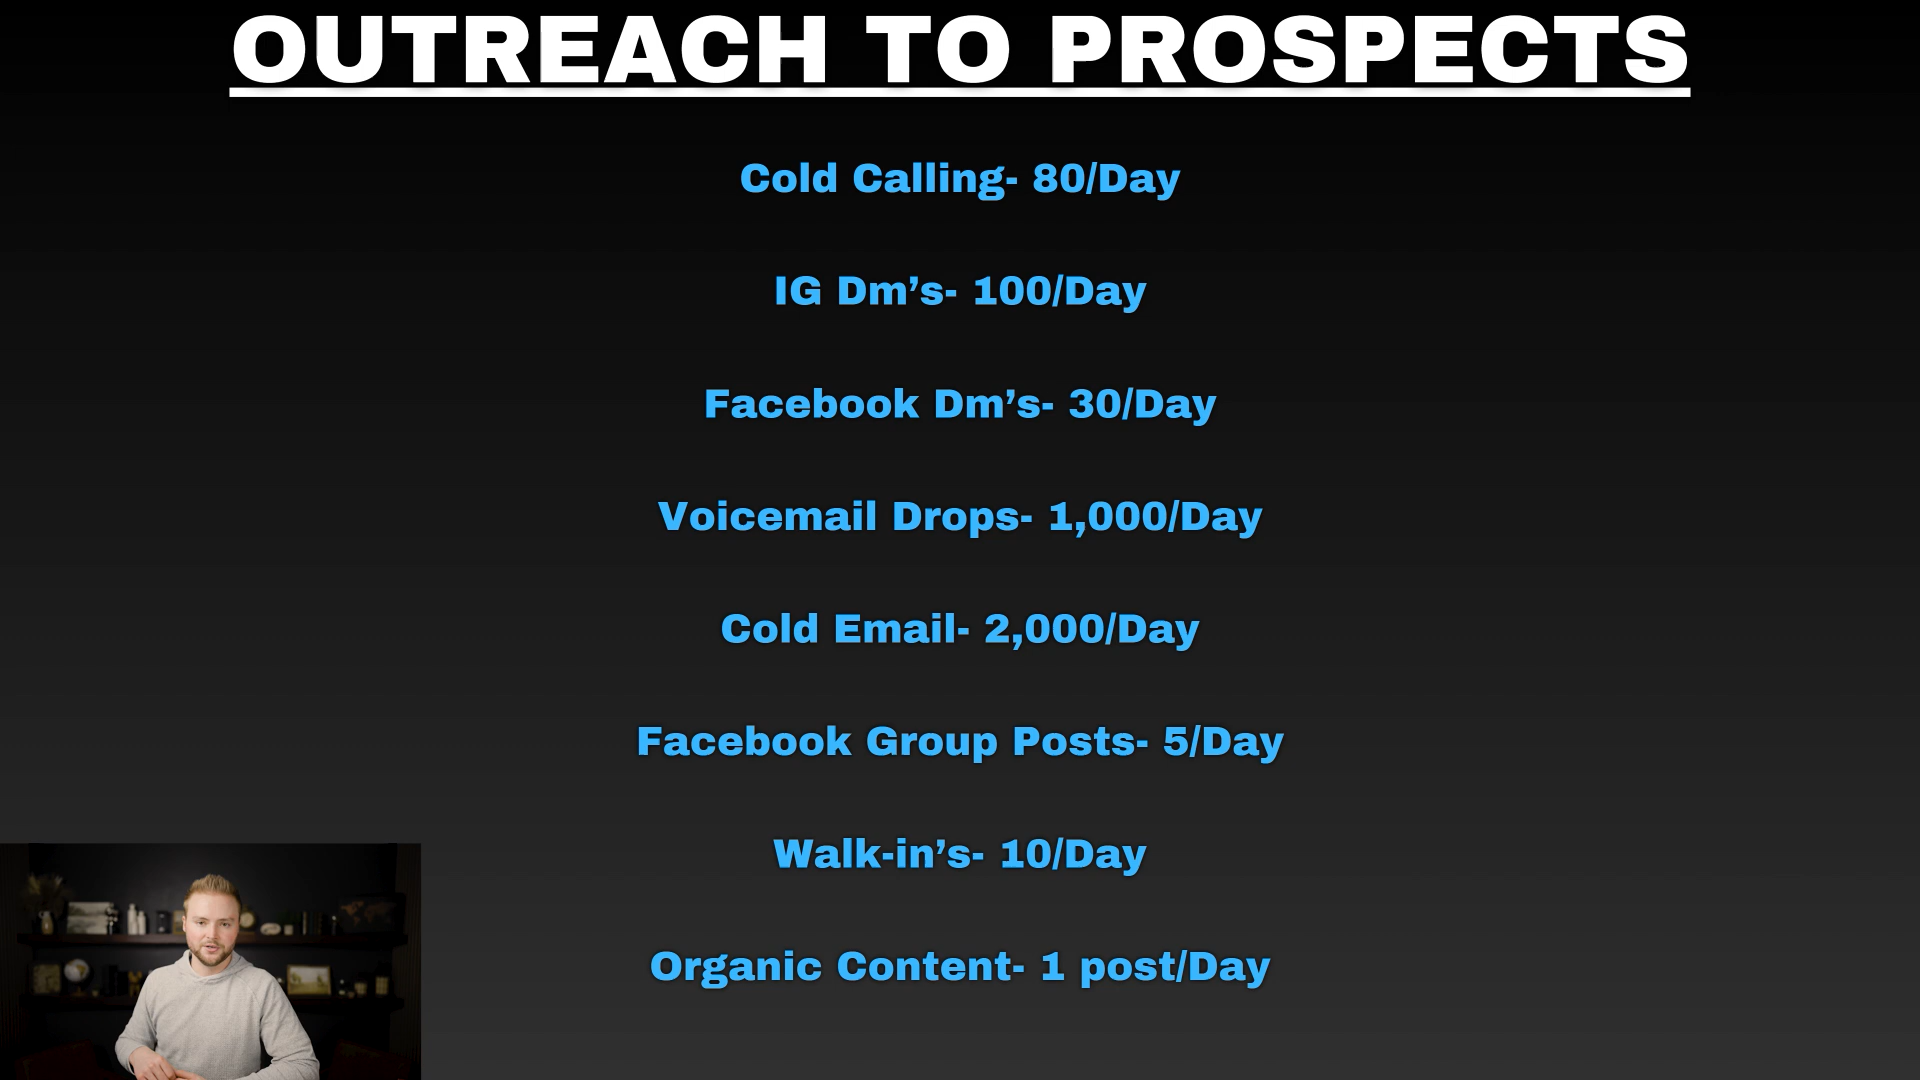 OUTREACH TO PROSPECTS
Cold Calling- 80/Day
IG Dm’s- 100/Day
Facebook Dm’s- 30/Day
Voicemail Drops- 1,000/Day
Cold Email- 2,000/Day
Facebook Group Posts- 5/Day
Walk-in’s- 10/Day
Organic Content- 1 post/Day